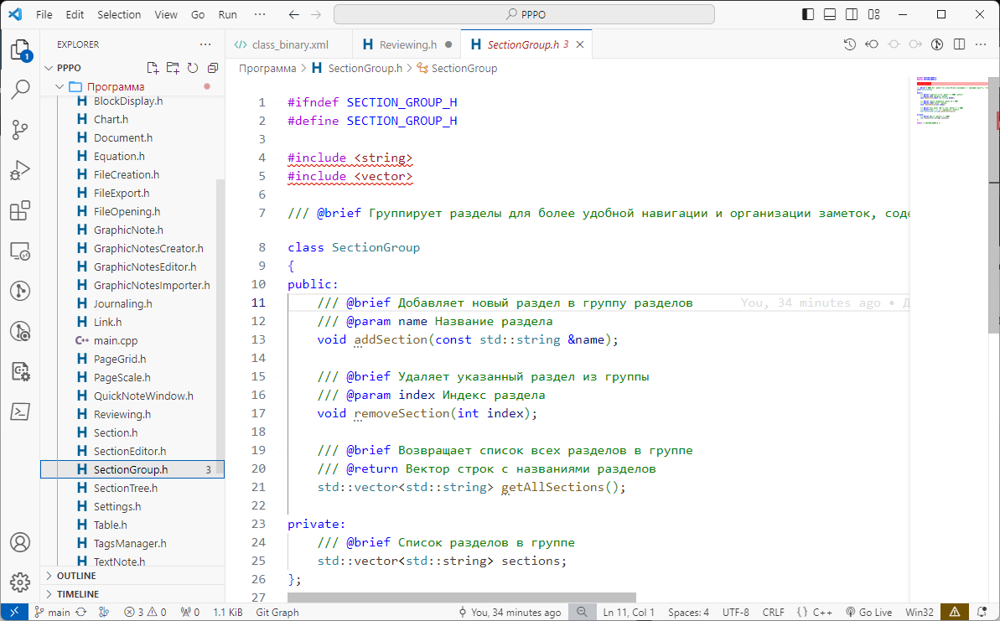 File Edit Selection View Go Run ··· PPPO
EXPLORER ···
1
PPPO
Программа
BlockDisplay.h
Chart.h
Document.h
Equation.h
FileCreation.h
FileExport.h
FileOpening.h
GraphicNote.h
GraphicNotesCreator.h
GraphicNotesEditor.h
GraphicNotesImporter.h
Journaling.h
Link.h
main.cpp
PageGrid.h
PageScale.h
QuickNoteWindow.h
Reviewing.h
Section.h
SectionEditor.h
SectionGroup.h 3
SectionTree.h
Settings.h
Table.h
TagsManager.h
TextNote.h
OUTLINE
TIMELINE
class_binary.xml H Reviewing.h H SectionGroup.h 3
Программа > H SectionGroup.h > SectionGroup
1 #ifndef SECTION_GROUP_H
2 #define SECTION_GROUP_H
3
4 #include <string>
5 #include <vector>
6
7 /// @brief Группирует разделы для более удобной навигации и организации заметок, соде
8 class SectionGroup
9 {
10 public:
11 /// @brief Добавляет новый раздел в группу разделов You, 34 minutes ago • Д
12 /// @param name Название раздела
13 void addSection(const std::string &name);
14
15 /// @brief Удаляет указанный раздел из группы
16 /// @param index Индекс раздела
17 void removeSection(int index);
18
19 /// @brief Возвращает список всех разделов в группе
20 /// @return Вектор строк с названиями разделов
21 std::vector<std::string> getAllSections();
22
23 private:
24 /// @brief Список разделов в группе
25 std::vector<std::string> sections;
26 };
27
main 3 0 0 1.1 KiB Git Graph You, 34 minutes ago Ln 11, Col 1 Spaces: 4 UTF-8 CRLF {} C++ Go Live Win32